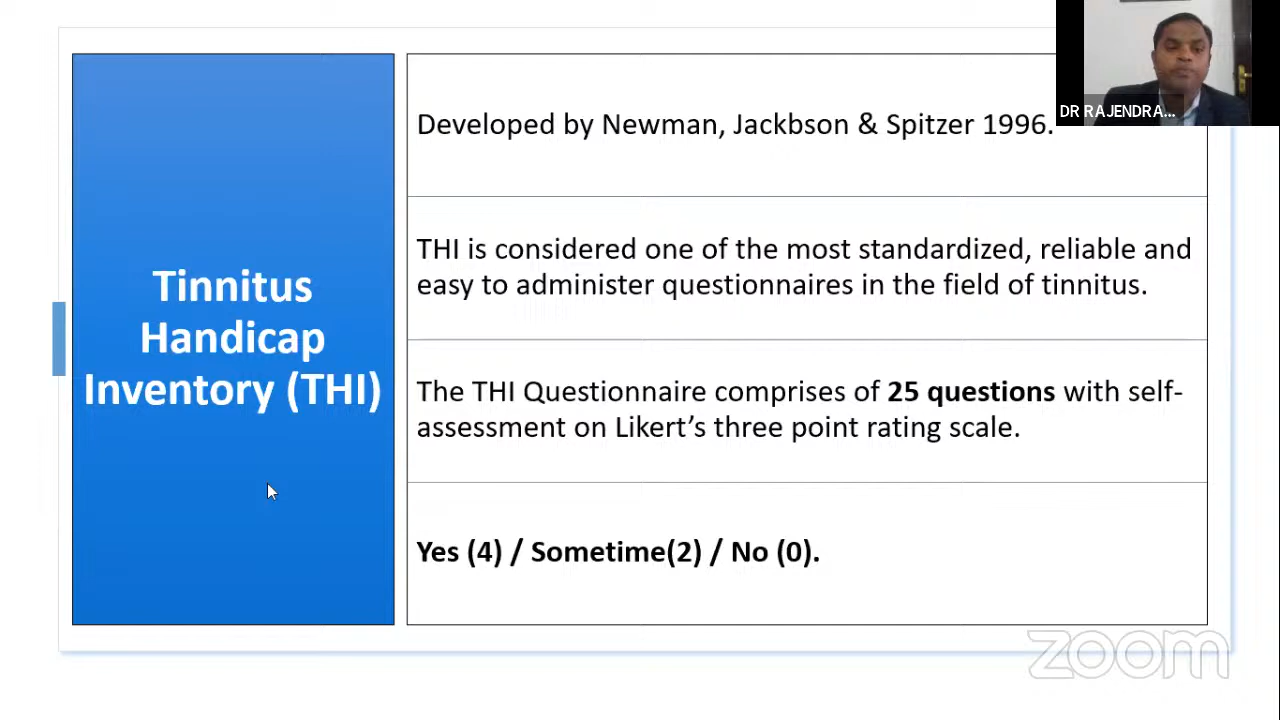 Tinnitus
Handicap
Inventory (THI)
Developed by Newman, Jackbson & Spitzer 1996.
THI is considered one of the most standardized, reliable and
easy to administer questionnaires in the field of tinnitus.
The THI Questionnaire comprises of 25 questions with self-
assessment on Likert’s three point rating scale.
Yes (4) / Sometime(2) / No (0).
DR RAJENDRA...
zoom